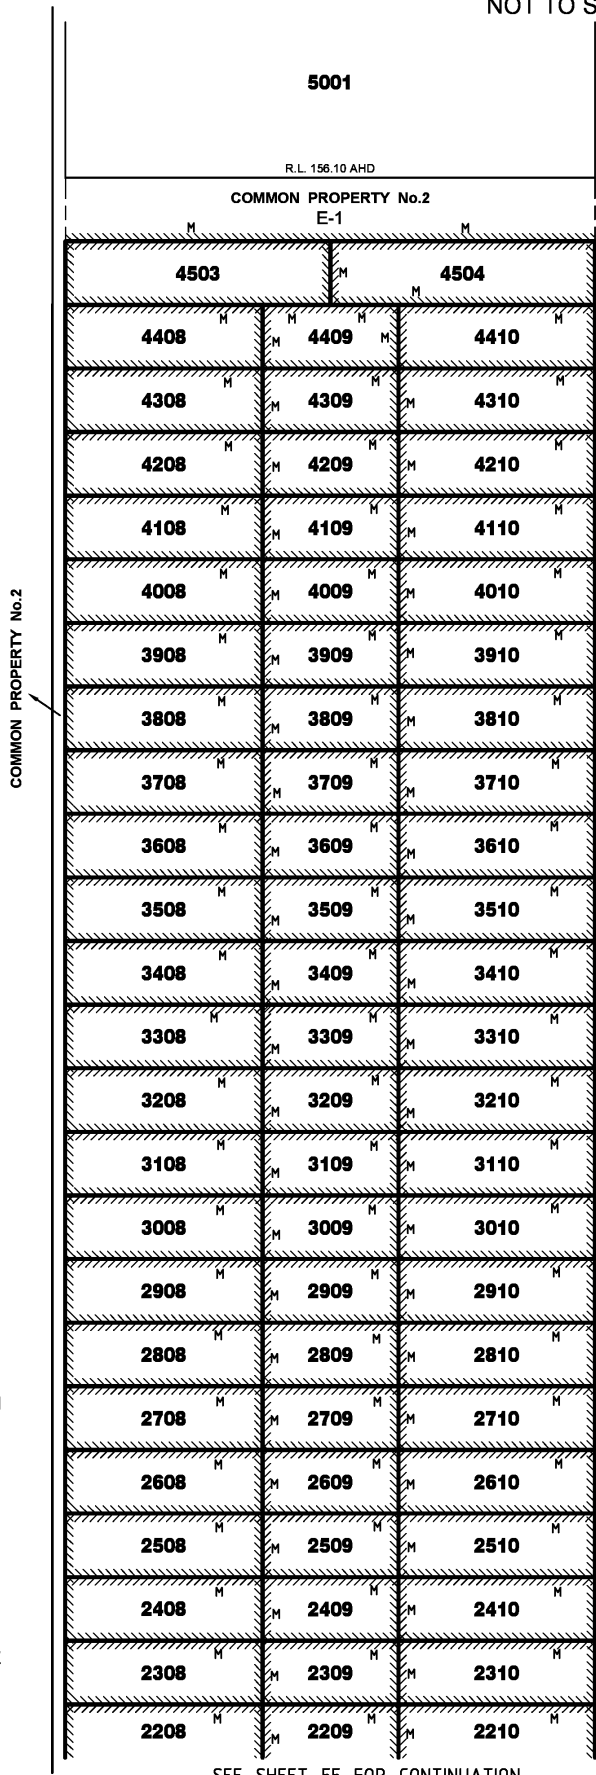 NOT TO S
5001
R.L. 156.10 AHD
COMMON PROPERTY No.2
E-1
M M
4503 M 4504
M
M M M M
4408 M 4409 M 4410
M M M
4308 M 4309 M 4310
M M M
4208 M 4209 M 4210
M M M
4108 M 4109 M 4110
M M M
4008 M 4009 M 4010
M M M
3908 M 3909 M 3910
COMMON PROPERTY No.2
M M M
3808 M 3809 M 3810
M M M
3708 M 3709 M 3710
M M M
3608 M 3609 M 3610
M M M
3508 M 3509 M 3510
M M M
3408 M 3409 M 3410
M M M
3308 M 3309 M 3310
M M M
3208 M 3209 M 3210
M M M
3108 M 3109 M 3110
M M M
3008 M 3009 M 3010
M M M
2908 M 2909 M 2910
M M M
2808 M 2809 M 2810
M M M
2708 M 2709 M 2710
M M M
2608 M 2609 M 2610
M M M
2508 M 2509 M 2510
M M M
2408 M 2409 M 2410
M M M
2308 M 2309 M 2310
M M M
2208 M 2209 M 2210
SEE SHEET FOR CONTINUATION